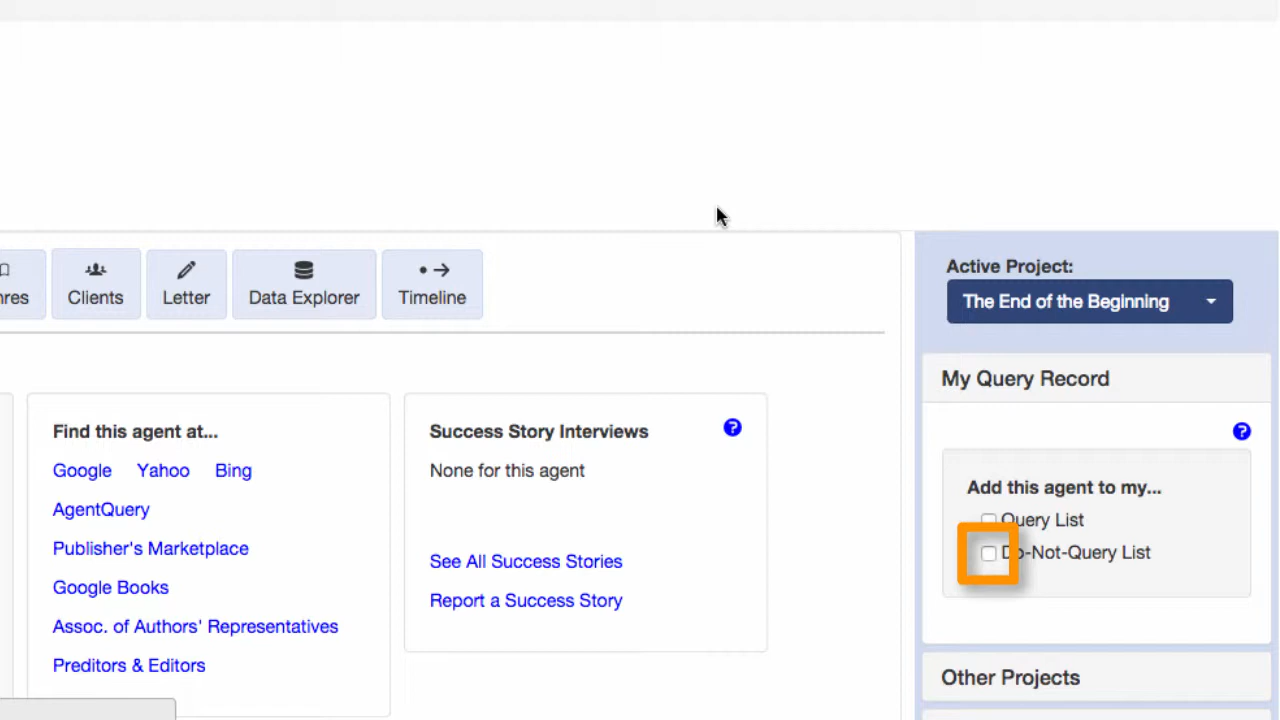 Clients
Letter
Data Explorer
Timeline
Active Project:
The End of the Beginning
My Query Record
Find this agent at...
Google Yahoo Bing
AgentQuery
Publisher's Marketplace
Google Books
Assoc. of Authors' Representatives
Preditors & Editors
Success Story Interviews
None for this agent
See All Success Stories
Report a Success Story
Add this agent to my...
Query List
Do-Not-Query List
Other Projects